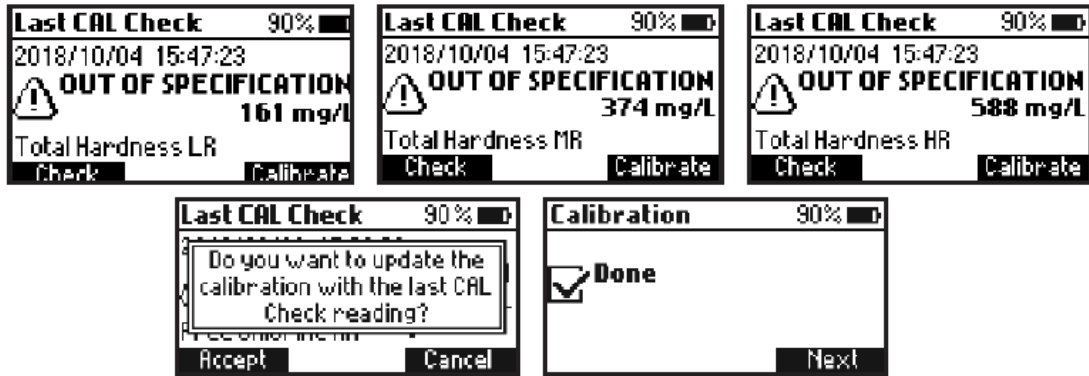 Last CAL Check 90%
2018/10/04 15:47:23
OUT OF SPECIFICATION
161 mg/L
Total Hardness LR
Check Calibrate
Last CAL Check 90%
2018/10/04 15:47:23
OUT OF SPECIFICATION
374 mg/L
Total Hardness MR
Check Calibrate
Last CAL Check 90%
2018/10/04 15:47:23
OUT OF SPECIFICATION
588 mg/L
Total Hardness HR
Check Calibrate
Last CAL Check 90%
Do you want to update the
calibration with the last CAL
Check reading?
Accept Cancel
Calibration 90%
Done
Next